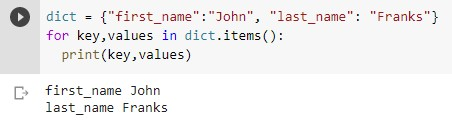 dict = {"first_name":"John", "last_name": "Franks"}
for key,values in dict.items():
  print(key,values)
first_name John
last_name Franks